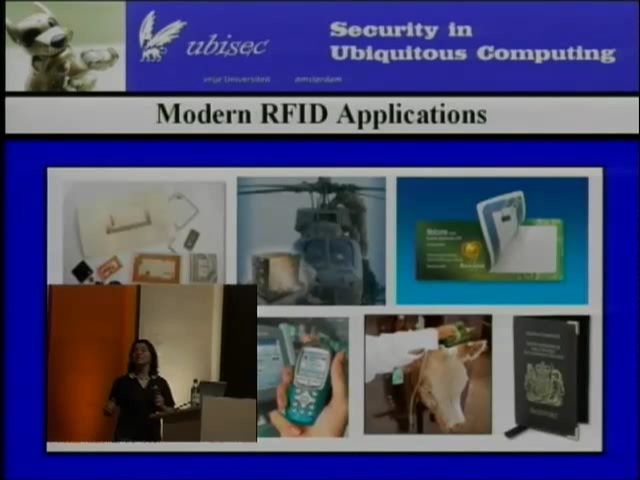 ubisec
Security in
Ubiquitous Computing
vrije Universiteit amsterdam
Modern RFID Applications